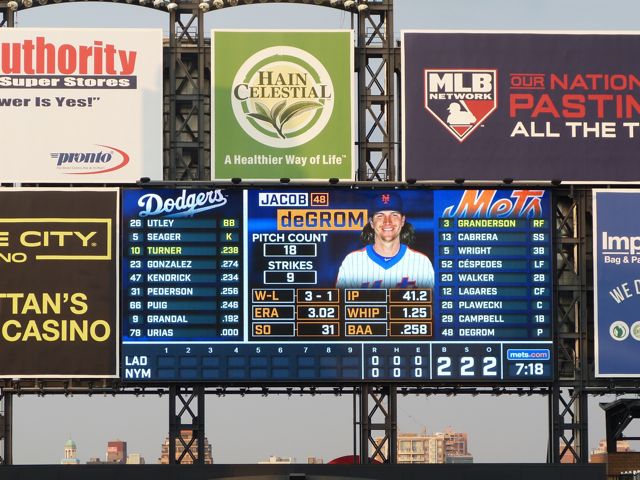 uthority
Super Stores
wer Is Yes!"
pronto
HAIN
CELESTIAL
A Healthier Way of Life™
MLB
NETWORK
OUR NATION
PASTIN
ALL THE T
E CITY
NO
TTAN'S
CASINO
Dodgers
26 UTLEY BB
5 SEAGER K
10 TURNER .238
23 GONZALEZ .274
47 KENDRICK .234
31 PEDERSON .256
66 PUIG .246
9 GRANDAL .192
78 URIAS .000
JACOB 48
deGROM
PITCH COUNT
18
STRIKES
9
W-L 3 - 1 IP 41.2
ERA 3.02 WHIP 1.25
SO 31 BAA .258
Mets
3 GRANDERSON RF
13 CABRERA SS
5 WRIGHT 3B
52 CÉSPEDES LF
20 WALKER 2B
12 LAGARES CF
26 PLAWECKI C
29 CAMPBELL 1B
48 DEGROM P
1 2 3 4 5 6 7 8 9 R H E B S O
LAD 0 0 0
NYM 0 0 0
2 2 2
mets.com
7:18
Imp
BAG & PAP
WE